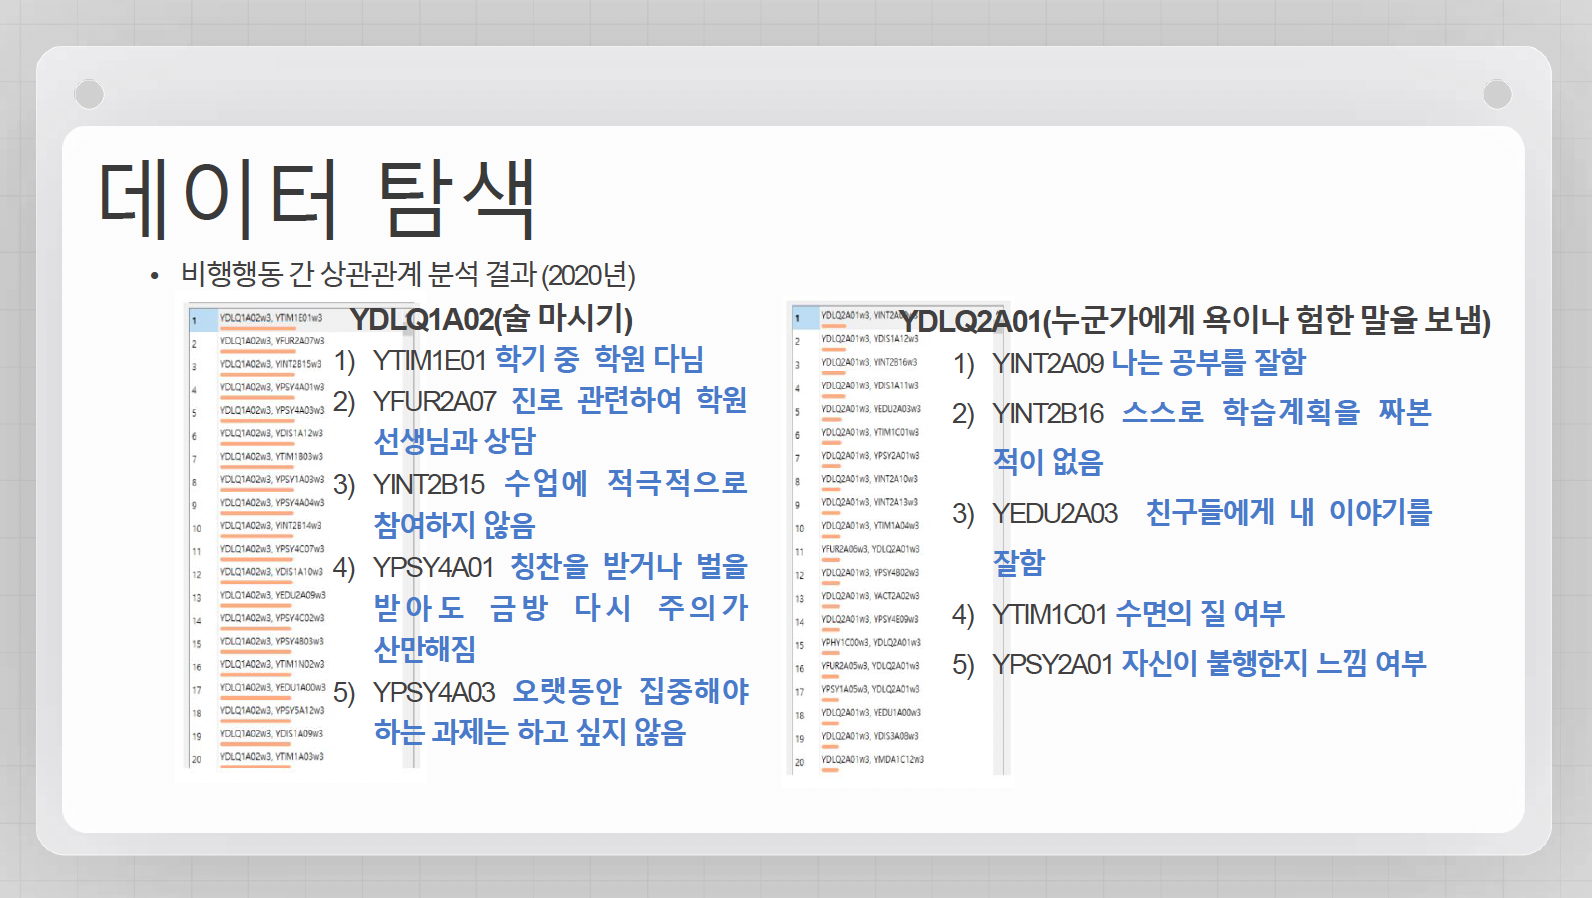 데이터 탐색
• 비행행동 간 상관관계 분석 결과 (2020년)
1 YDLQ1A02w3, YTIM1E01w3
2 YDLQ1A02w3, YFUR2A07w3
3 YDLQ1A02w3, YINT2B15w3
4 YDLQ1A02w3, YPSY4A01w3
5 YDLQ1A02w3, YPSY4A03w3
6 YDLQ1A02w3, YDIS1A12w3
7 YDLQ1A02w3, YTIM1B03w3
8 YDLQ1A02w3, YPSY1A03w3
9 YDLQ1A02w3, YPSY4A04w3
10 YDLQ1A02w3, YINT2B14w3
11 YDLQ1A02w3, YPSY4C07w3
12 YDLQ1A02w3, YDIS1A10w3
13 YDLQ1A02w3, YEDU2A09w3
14 YDLQ1A02w3, YPSY4C02w3
15 YDLQ1A02w3, YPSY4B03w3
16 YDLQ1A02w3, YTIM1N02w3
17 YDLQ1A02w3, YEDU1A00w3
18 YDLQ1A02w3, YPSY5A12w3
19 YDLQ1A02w3, YDIS1A09w3
20 YDLQ1A02w3, YTIM1A03w3
YDLQ1A02(술 마시기)
1) YTIM1E01 학기 중 학원 다님
2) YFUR2A07 진로 관련하여 학원
선생님과 상담
3) YINT2B15 수업에 적극적으로
참여하지 않음
4) YPSY4A01 칭찬을 받거나 벌을
받아도 금방 다시 주의가
산만해짐
5) YPSY4A03 오랫동안 집중해야
하는 과제는 하고 싶지 않음
1 YDLQ2A01w3,
2 YDLQ2A01w3, YDIS1A12w3
3 YDLQ2A01w3, YINT2B16w3
4 YDLQ2A01w3, YDIS1A11w3
5 YDLQ2A01w3, YEDU2A03w3
6 YDLQ2A01w3, YTIM1C01w3
7 YDLQ2A01w3, YPSY2A01w3
8 YDLQ2A01w3, YINT2A10w3
9 YDLQ2A01w3, YINT2A13w3
10 YDLQ2A01w3, YTIM1A04w3
11 YFUR2A06w3, YDLQ2A01w3
12 YDLQ2A01w3, YPSY4B02w3
13 YDLQ2A01w3, YACT2A02w3
14 YDLQ2A01w3, YPSY4E09w3
15 YPHY1C00w3, YDLQ2A01w3
16 YFUR2A05w3, YDLQ2A01w3
17 YPSY1A05w3, YDLQ2A01w3
18 YDLQ2A01w3, YEDU1A00w3
19 YDLQ2A01w3, YDIS3A08w3
20 YDLQ2A01w3, YMDA1C12w3
YDLQ2A01(누군가에게 욕이나 험한 말을 보냄)
1) YINT2A09 나는 공부를 잘함
2) YINT2B16 스스로 학습계획을 짜본
적이 없음
3) YEDU2A03 친구들에게 내 이야기를
잘함
4) YTIM1C01 수면의 질 여부
5) YPSY2A01 자신이 불행한지 느낌 여부